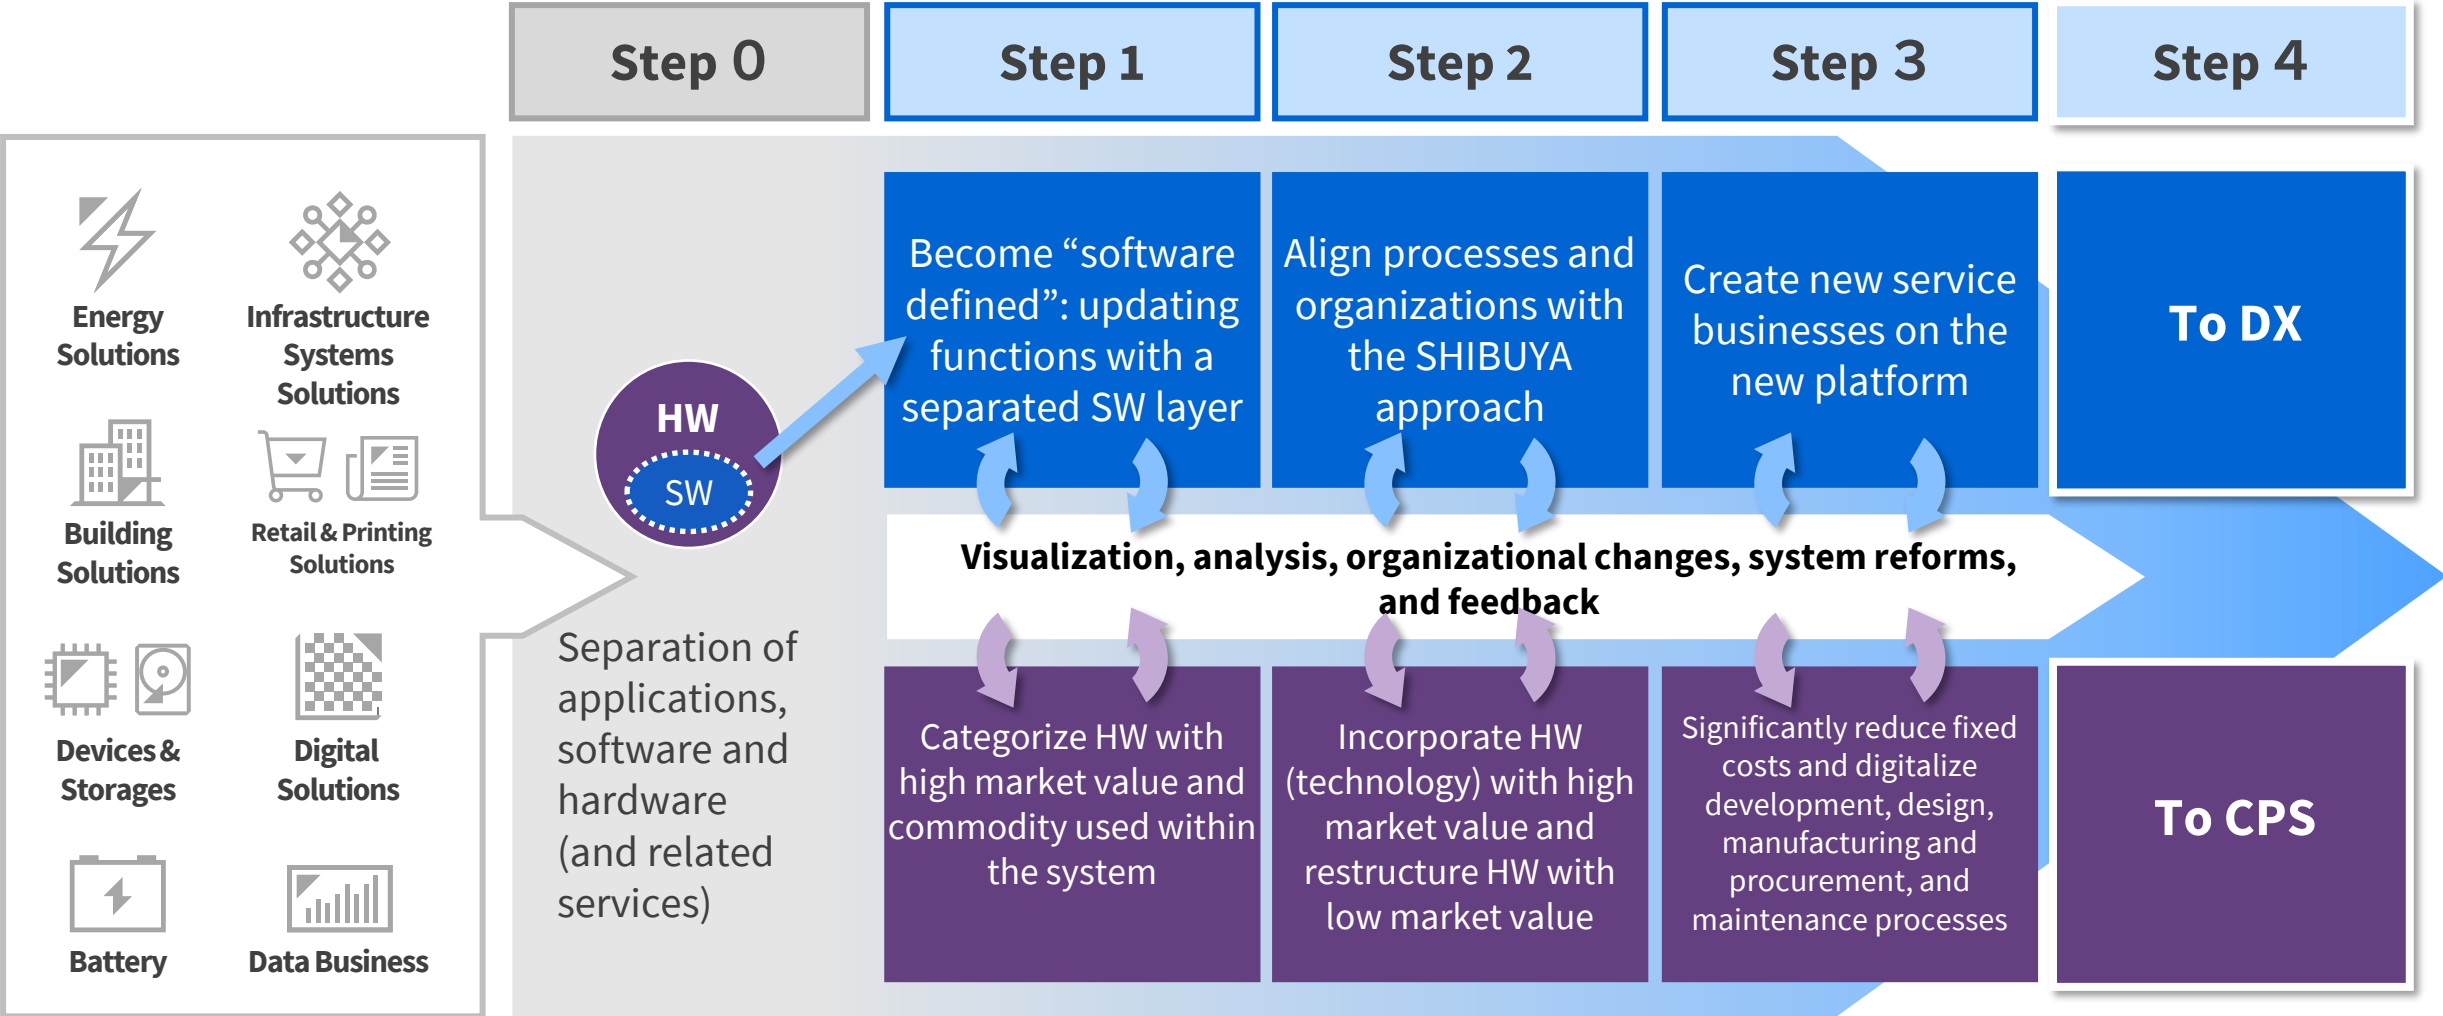 Step 0
Step 1
Step 2
Step 3
Step 4
Energy
Solutions
Infrastructure
Systems
Solutions
Building
Solutions
Retail & Printing
Solutions
Devices &
Storages
Digital
Solutions
Battery
Data Business
HW
SW
Separation of
applications,
software and
hardware
(and related
services)
Become “software
defined”: updating
functions with a
separated SW layer
Align processes and
organizations with
the SHIBUYA
approach
Create new service
businesses on the
new platform
To DX
Visualization, analysis, organizational changes, system reforms,
and feedback
Categorize HW with
high market value and
commodity used within
the system
Incorporate HW
(technology) with high
market value and
restructure HW with
low market value
Significantly reduce fixed
costs and digitalize
development, design,
manufacturing and
procurement, and
maintenance processes
To CPS